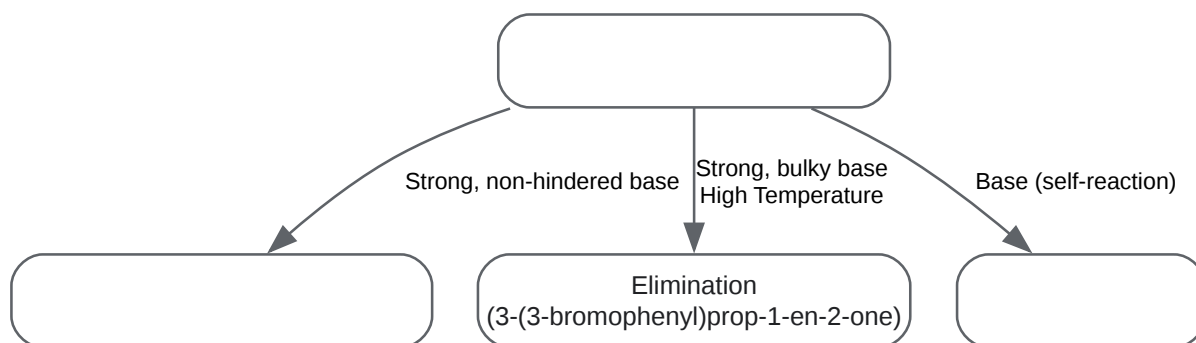 Strong, non-hindered base
Strong, bulky base
High Temperature
Base (self-reaction)
Elimination
(3-(3-bromophenyl)prop-1-en-2-one)